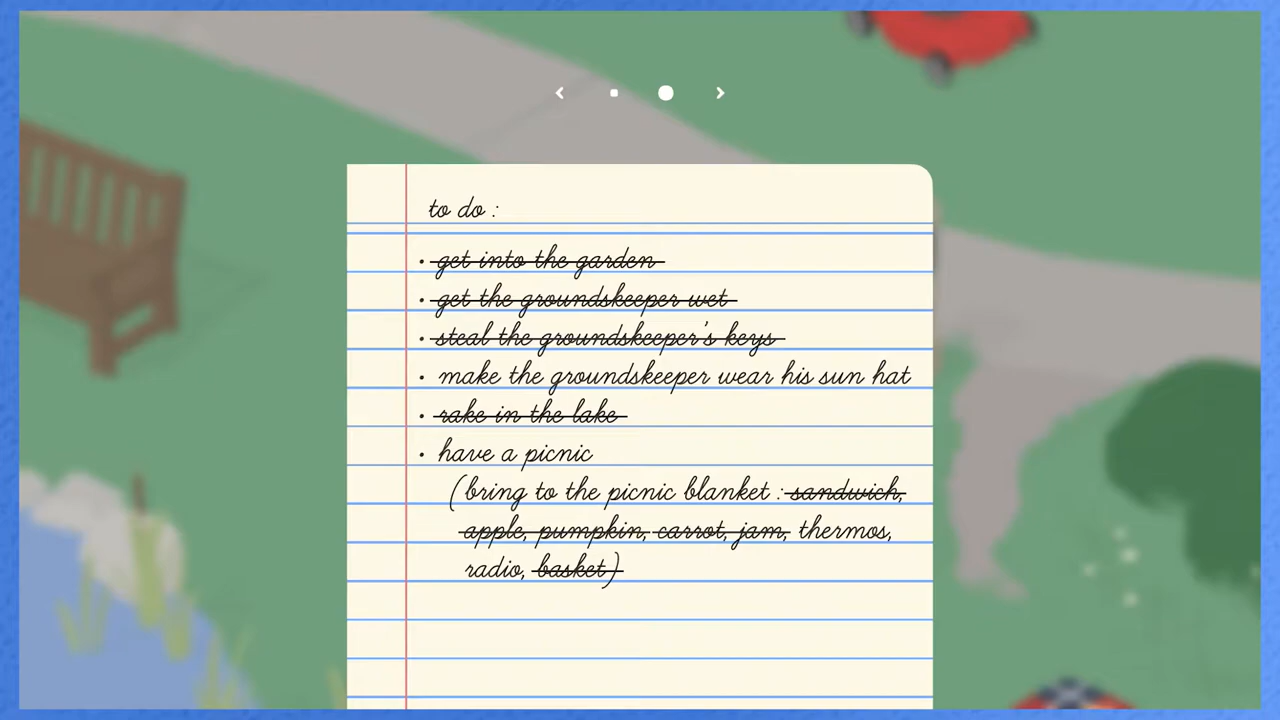 to do :
• get into the garden
• get the groundskeeper wet
• steal the groundskeeper's keys
• make the groundskeeper wear his sun hat
• rake in the lake
• have a picnic
(bring to the picnic blanket : sandwich,
apple, pumpkin, carrot, jam, thermos,
radio, basket)